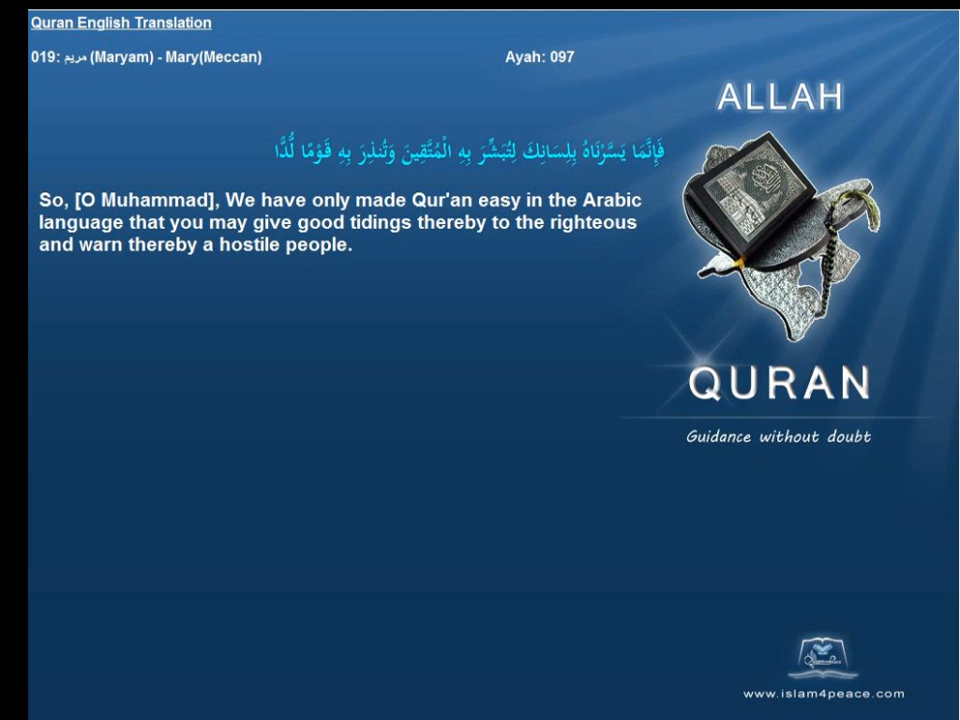 Quran English Translation
019: مريم (Maryam) - Mary(Meccan) Ayah: 097
ALLAH
فَإِنَّمَا يَسَّرْنَاهُ بِلِسَانِكَ لِتُبَشِّرَ بِهِ الْمُتَّقِينَ وَتُنذِرَ بِهِ قَوْمًا لُّدًّا
So, [O Muhammad], We have only made Qur'an easy in the Arabic
language that you may give good tidings thereby to the righteous
and warn thereby a hostile people.
QURAN
Guidance without doubt
www.islam4peace.com